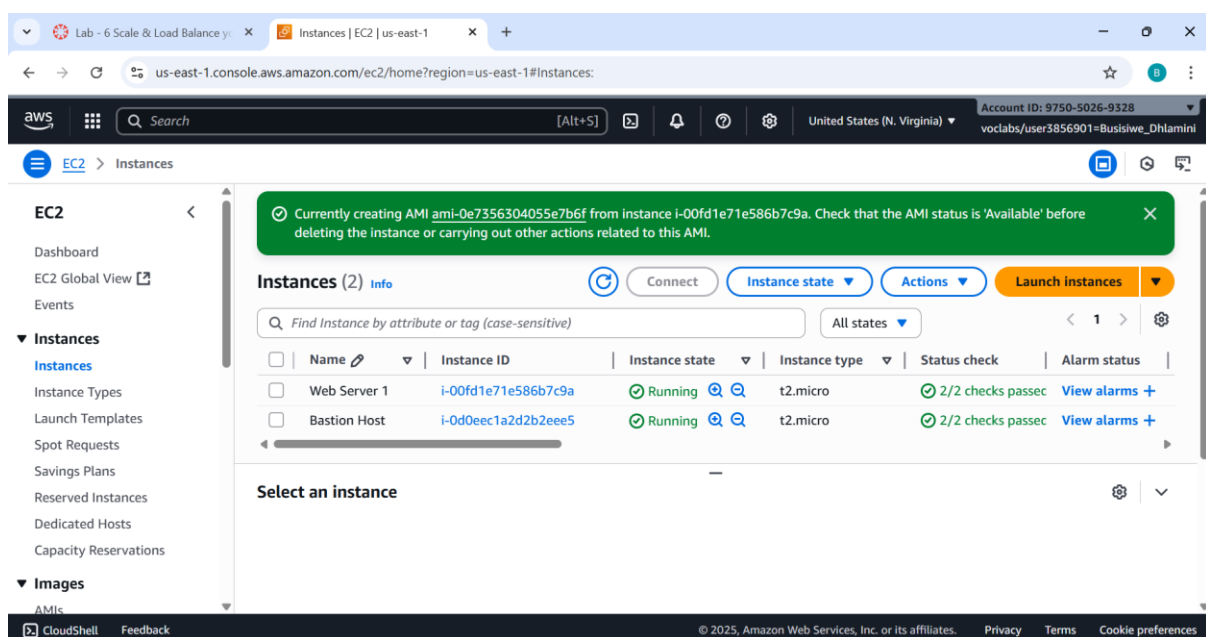 Lab - 6 Scale & Load Balance yo
Instances | EC2 | us-east-1
us-east-1.console.aws.amazon.com/ec2/home?region=us-east-1#Instances:
B
aws
Search
[Alt+S]
United States (N. Virginia)
Account ID: 9750-5026-9328
voclabs/user3856901=Busisiwe_Dhlamini
EC2 > Instances
EC2
Dashboard
EC2 Global View
Events
Instances
Instances
Instance Types
Launch Templates
Spot Requests
Savings Plans
Reserved Instances
Dedicated Hosts
Capacity Reservations
Images
AMIs
Currently creating AMI ami-0e7356304055e7b6f from instance i-00fd1e71e586b7c9a. Check that the AMI status is 'Available' before
deleting the instance or carrying out other actions related to this AMI.
Instances (2) Info
Connect
Instance state
Actions
Launch instances
Find Instance by attribute or tag (case-sensitive)
All states
1
Name Instance ID Instance state Instance type Status check Alarm status
Web Server 1 i-00fd1e71e586b7c9a Running t2.micro 2/2 checks passec View alarms +
Bastion Host i-0d0eec1a2d2b2eee5 Running t2.micro 2/2 checks passec View alarms +
Select an instance
CloudShell Feedback © 2025, Amazon Web Services, Inc. or its affiliates. Privacy Terms Cookie preferences